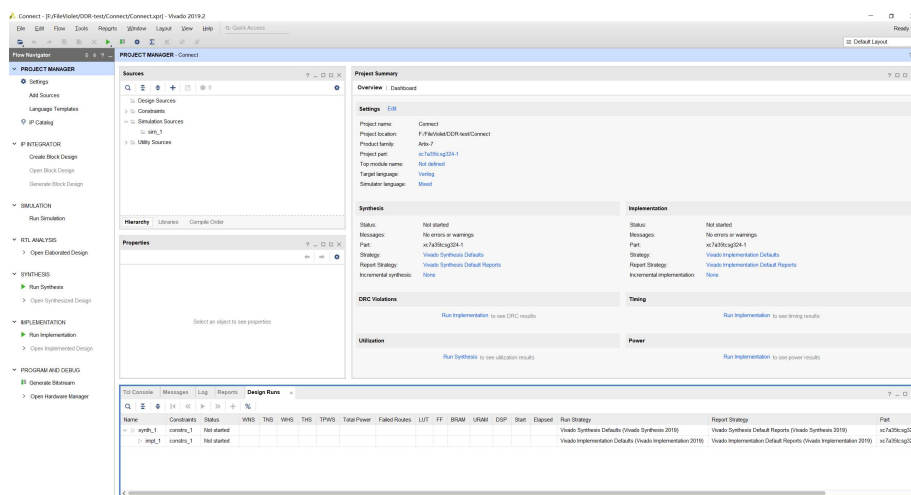 Connect - [F:/FileViolet/DDR-test/Connect/Connect.xpr] - Vivado 2019.2
File Edit Flow Tools Reports Window Layout View Help Quick Access
Ready
Default Layout
Flow Navigator
PROJECT MANAGER - Connect
PROJECT MANAGER
Settings
Add Sources
Language Templates
IP Catalog
IP INTEGRATOR
Create Block Design
Open Block Design
Generate Block Design
SIMULATION
Run Simulation
RTL ANALYSIS
Open Elaborated Design
SYNTHESIS
Run Synthesis
Open Synthesized Design
IMPLEMENTATION
Run Implementation
Open Implemented Design
PROGRAM AND DEBUG
Generate Bitstream
Open Hardware Manager
Sources
0
Design Sources
Constraints
Simulation Sources
sim_1
Utility Sources
Hierarchy Libraries Compile Order
Properties
Select an object to see properties
Project Summary
Overview Dashboard
Settings Edit
Project name: Connect
Project location: F:/FileViolet/DDR-test/Connect
Product family: Artix-7
Project part: xc7a35tcsg324-1
Top module name: Not defined
Target language: Verilog
Simulator language: Mixed
Synthesis
Status: Not started
Messages: No errors or warnings
Part: xc7a35tcsg324-1
Strategy: Vivado Synthesis Defaults
Report Strategy: Vivado Synthesis Default Reports
Incremental synthesis: None
Implementation
Status: Not started
Messages: No errors or warnings
Part: xc7a35tcsg324-1
Strategy: Vivado Implementation Defaults
Report Strategy: Vivado Implementation Default Reports
Incremental implementation: None
DRC Violations
Run Implementation to see DRC results
Timing
Run Implementation to see timing results
Utilization
Run Synthesis to see utilization results
Power
Run Implementation to see power results
Tcl Console Messages Log Reports Design Runs
Name Constraints Status WNS TNS WHS THS TPWS Total Power Failed Routes LUT FF BRAM URAM DSP Start Elapsed Run Strategy Report Strategy Part
synth_1 constrs_1 Not started Vivado Synthesis Defaults (Vivado Synthesis 2019) Vivado Synthesis Default Reports (Vivado Synthesis 2019) xc7a35tcsg32
impl_1 constrs_1 Not started Vivado Implementation Defaults (Vivado Implementation 2019) Vivado Implementation Default Reports (Vivado Implementation 2019) xc7a35tcsg32